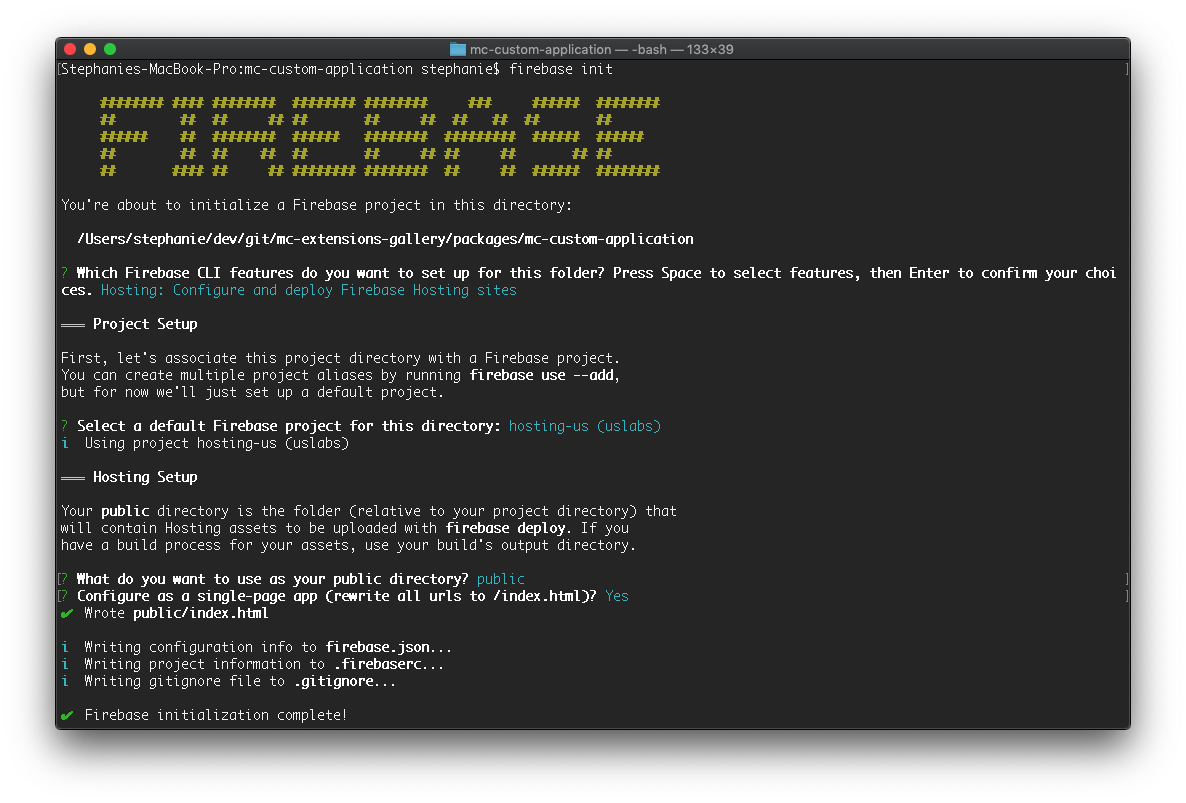 mc-custom-application — -bash — 133×39
[Stephanies-MacBook-Pro:mc-custom-application stephanie$ firebase init ]
FIREBASE
You're about to initialize a Firebase project in this directory:
/Users/stephanie/dev/git/mc-extensions-gallery/packages/mc-custom-application
? Which Firebase CLI features do you want to set up for this folder? Press Space to select features, then Enter to confirm your choi
ces. Hosting: Configure and deploy Firebase Hosting sites
=== Project Setup
First, let's associate this project directory with a Firebase project.
You can create multiple project aliases by running firebase use --add,
but for now we'll just set up a default project.
? Select a default Firebase project for this directory: hosting-us (uslabs)
i Using project hosting-us (uslabs)
=== Hosting Setup
Your public directory is the folder (relative to your project directory) that
will contain Hosting assets to be uploaded with firebase deploy. If you
have a build process for your assets, use your build's output directory.
[? What do you want to use as your public directory? public ]
[? Configure as a single-page app (rewrite all urls to /index.html)? Yes ]
✔ Wrote public/index.html
i Writing configuration info to firebase.json...
i Writing project information to .firebaserc...
i Writing gitignore file to .gitignore...
✔ Firebase initialization complete!